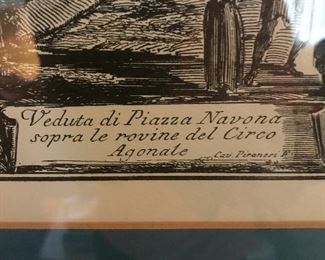 Veduta di Piazza Navona
sopra le rovine del Circo
Agonale Cav. Piranesi F.